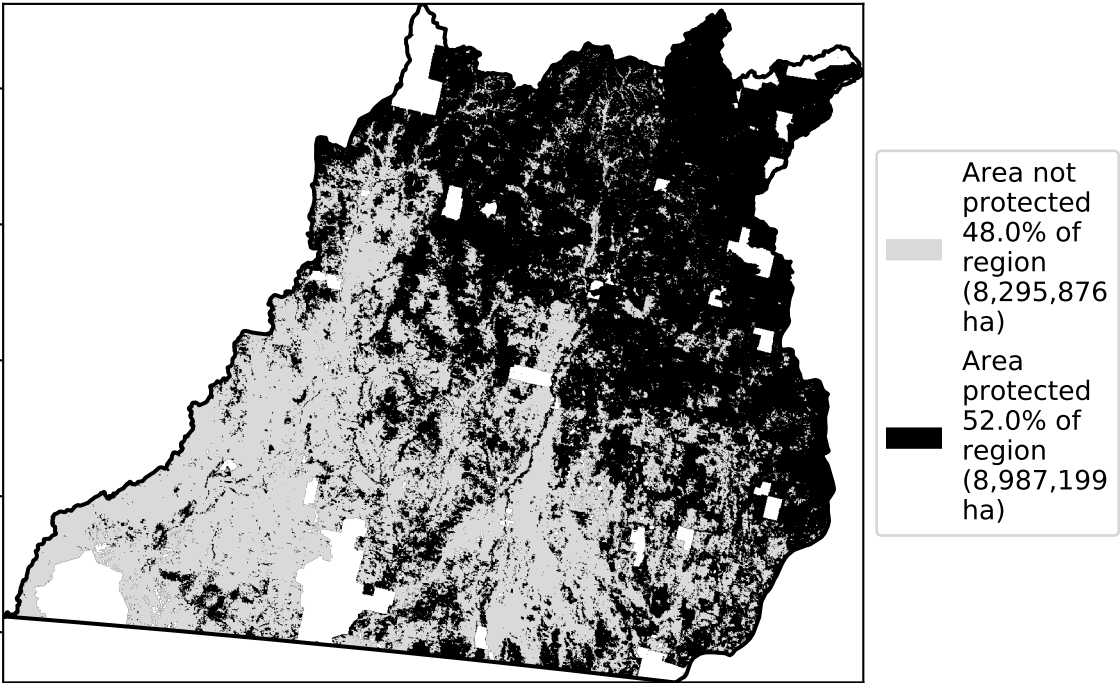 Area not
protected
48.0% of
region
(8,295,876
ha)
Area
protected
52.0% of
region
(8,987,199
ha)